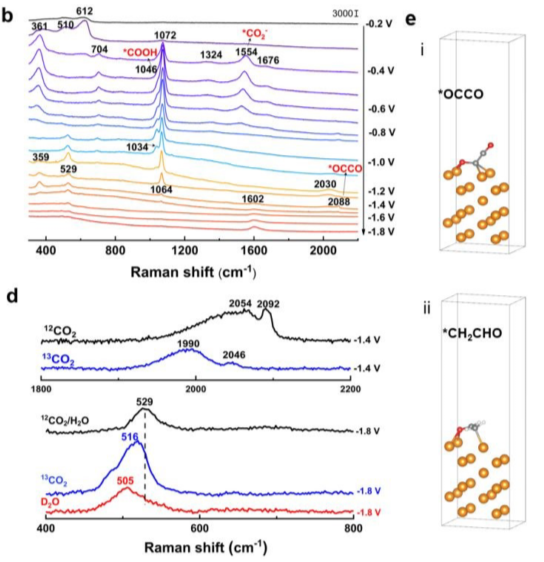 b
3000 I
612
361
510
-0.2 V
1072
*CO₂⁻
*COOH
704
1324
1554
1676
1046
-0.4 V
-0.6 V
-0.8 V
1034
-1.0 V
359
529
*OCCO
1064
2030
-1.2 V
1602
2088
-1.4 V
-1.6 V
-1.8 V
400 800 1200 1600 2000
Raman shift (cm⁻¹)
d
2054 2092
¹²CO₂
-1.4 V
1990
¹³CO₂
2046
-1.4 V
1800 2000 2200
529
¹²CO₂/H₂O
-1.8 V
516
¹³CO₂
505
-1.8 V
D₂O
-1.8 V
400 600 800
Raman shift (cm⁻¹)
e
i
*OCCO
ii
*CH₂CHO